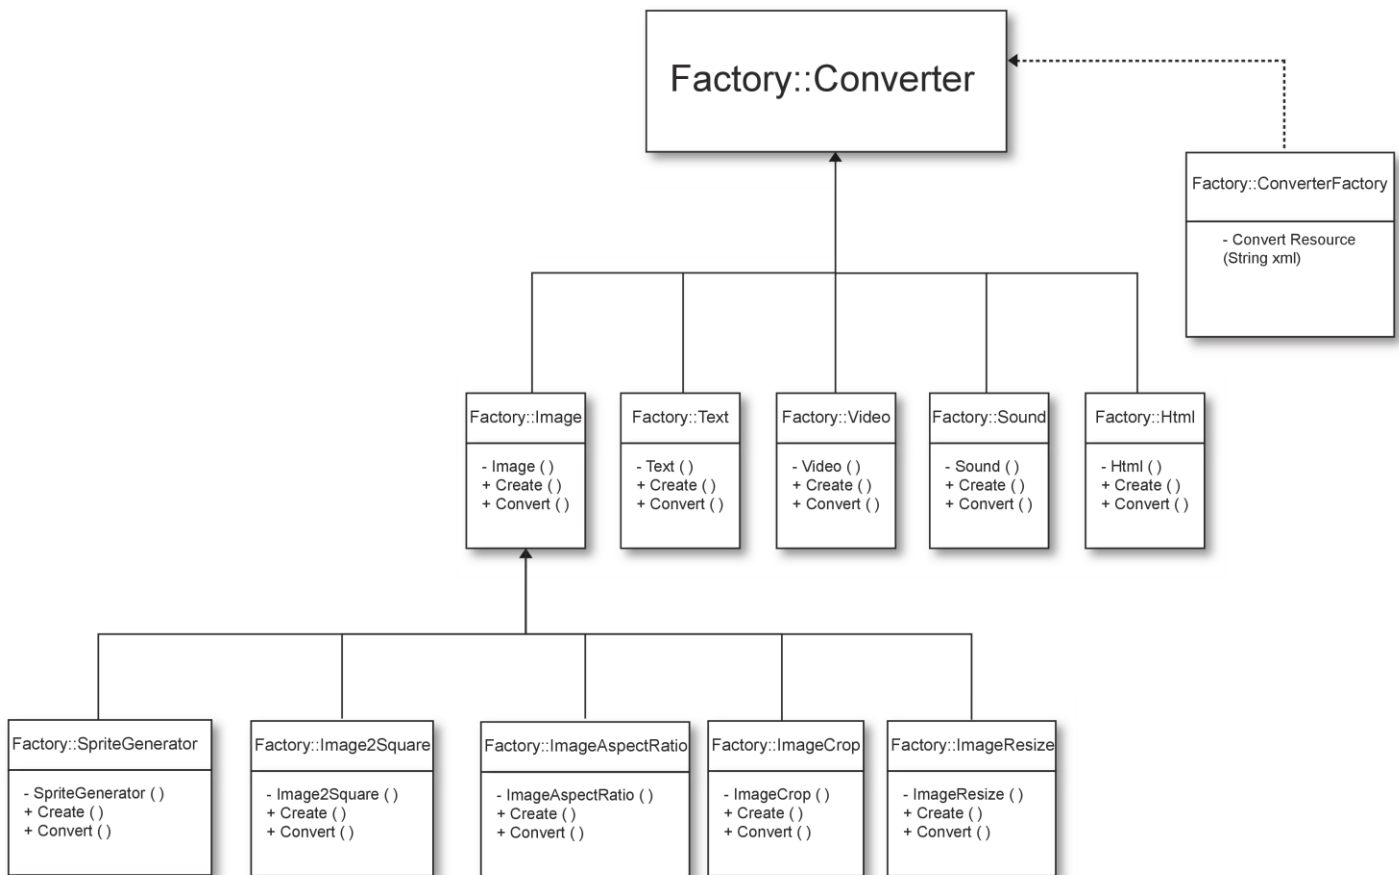 Factory::Converter
Factory::ConverterFactory
- Convert Resource
(String xml)
Factory::Image
- Image ( )
+ Create ( )
+ Convert ( )
Factory::Text
- Text ( )
+ Create ( )
+ Convert ( )
Factory::Video
- Video ( )
+ Create ( )
+ Convert ( )
Factory::Sound
- Sound ( )
+ Create ( )
+ Convert ( )
Factory::Html
- Html ( )
+ Create ( )
+ Convert ( )
Factory::SpriteGenerator
- SpriteGenerator ( )
+ Create ( )
+ Convert ( )
Factory::Image2Square
- Image2Square ( )
+ Create ( )
+ Convert ( )
Factory::ImageAspectRatio
- ImageAspectRatio ( )
+ Create ( )
+ Convert ( )
Factory::ImageCrop
- ImageCrop ( )
+ Create ( )
+ Convert ( )
Factory::ImageResize
- ImageResize ( )
+ Create ( )
+ Convert ( )